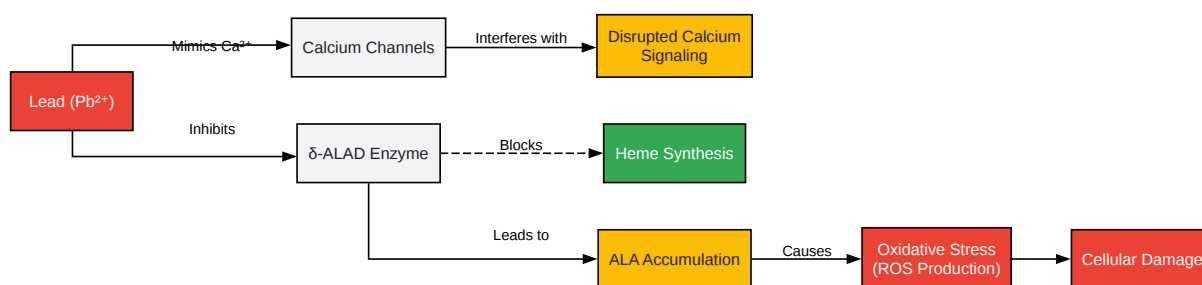 Mimics Ca²⁺
Calcium Channels
Interferes with
Disrupted Calcium
Signaling
Lead (Pb²⁺)
Inhibits
δ-ALAD Enzyme
Blocks
Heme Synthesis
Leads to
ALA Accumulation
Causes
Oxidative Stress
(ROS Production)
Cellular Damage